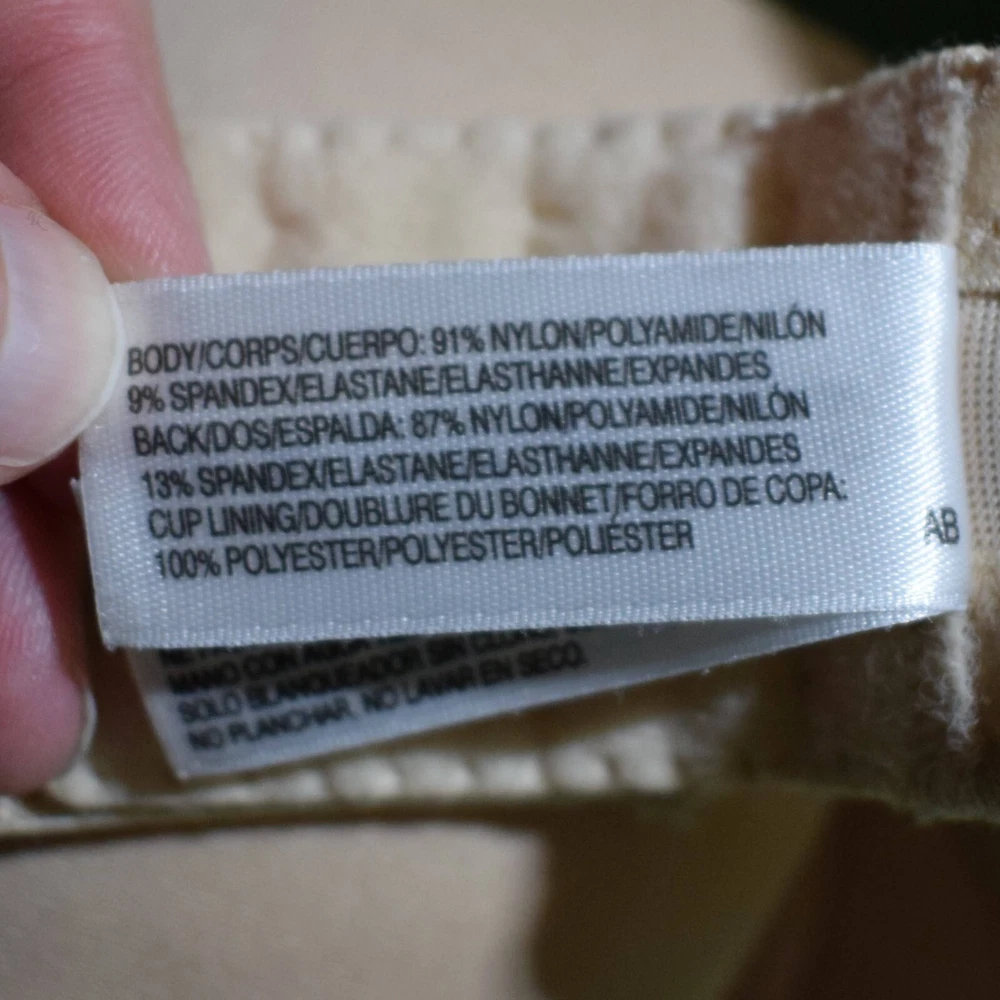 BODY/CORPS/CUERPO: 91% NYLON/POLYAMIDE/NILÓN
9% SPANDEX/ELASTANE/ELASTHANNE/EXPANDES
BACK/DOS/ESPALDA: 87% NYLON/POLYAMIDE/NILÓN
13% SPANDEX/ELASTANE/ELASTHANNE/EXPANDES
CUP LINING/DOUBLURE DU BONNET/FORRO DE COPA:
100% POLYESTER/POLYESTER/POLIÉSTER
AB
MANO CON AGUA
SOLO BLANQUEADOR SIN CLORO
NO PLANCHAR, NO LAVAR EN SECO.